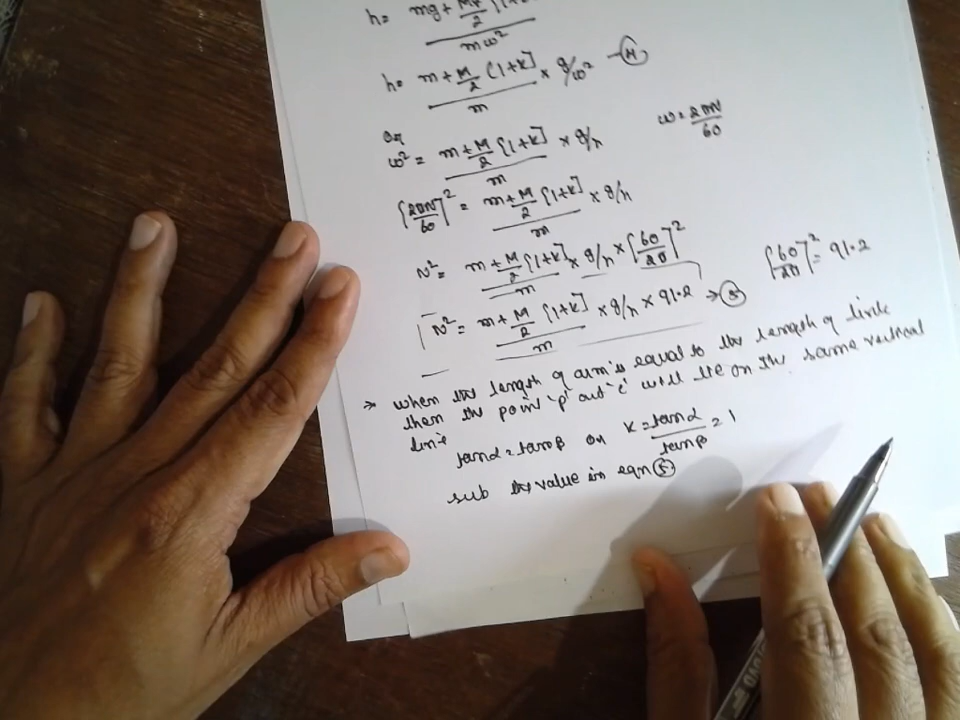 h= mg+ Mg/2 [1+
mω²
h= m+ M/2 (1+k] / m × g/ω² → (4)
or
ω² = m+ M/2 [1+k] / m × g/h
ω = 2πN/60
[2πN/60]² = m+ M/2 [1+k] / m × g/h
N² = m+ M/2 [1+k] / m × g/h × [60/2π]²
[60/2π]² = 91.2
N² = m+ M/2 [1+k] / m × g/h × 91.2 → (5)
→ when the length of arm is equal to the length of link
then the point 'p' and 'c' will lie on the same vertical
line
tanα = tanβ or k = tanα/tanβ = 1
sub the value in eqn (5)